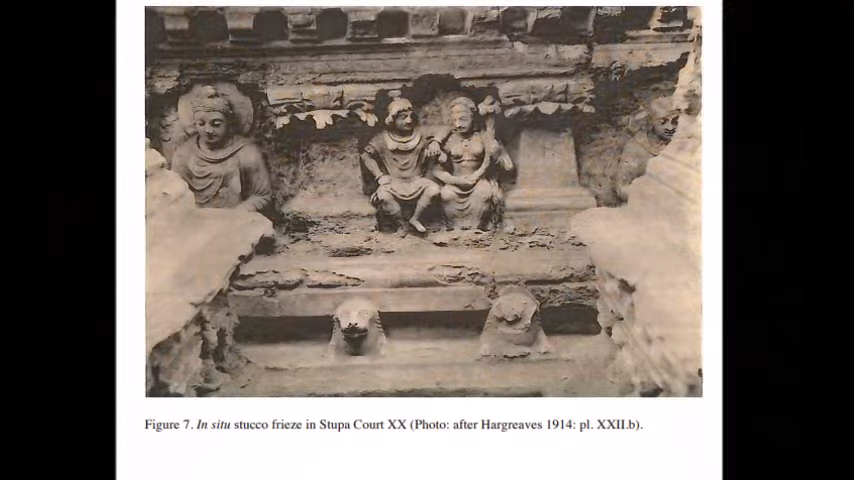 Figure 7. In situ stucco frieze in Stupa Court XX (Photo: after Hargreaves 1914: pl. XXII.b).